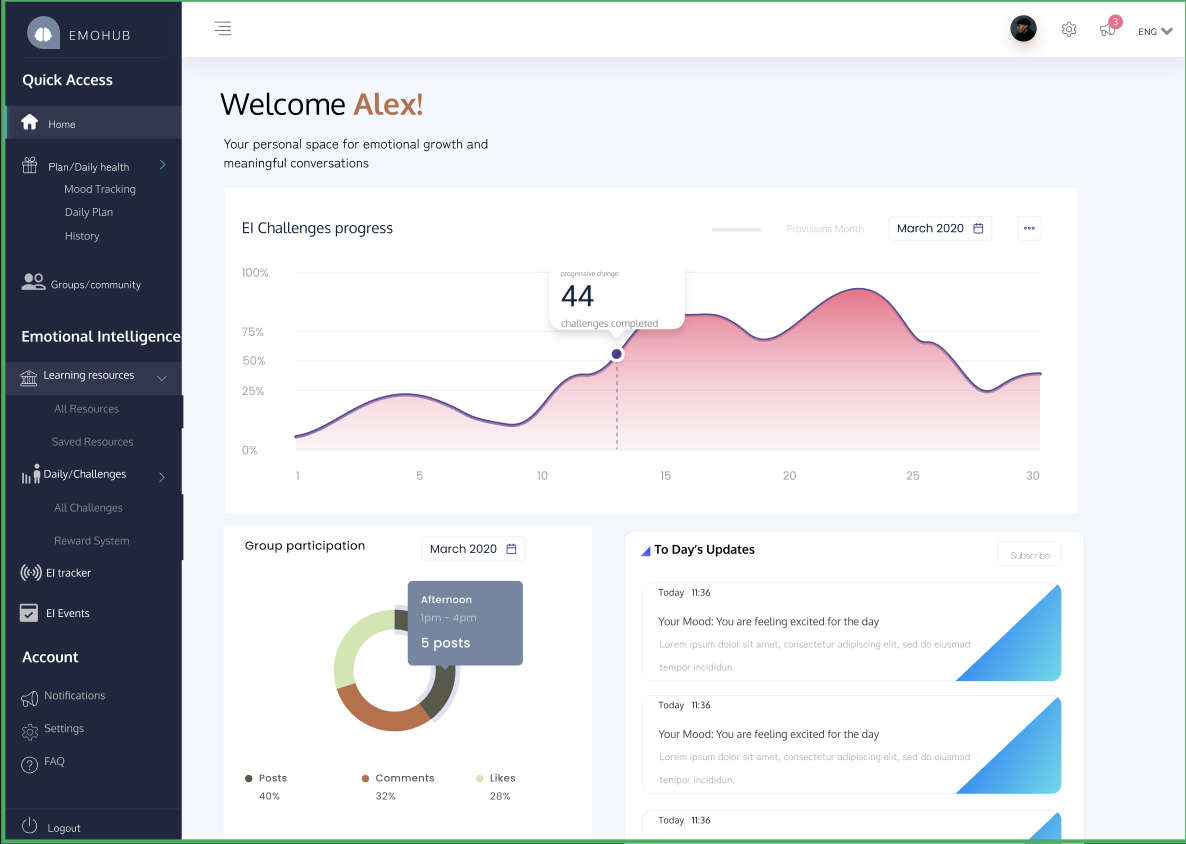 EMOHUB
Quick Access
Home
Plan/Daily health
Mood Tracking
Daily Plan
History
Groups/community
Emotional Intelligence
Learning resources
All Resources
Saved Resources
Daily/Challenges
All Challenges
Reward System
EI tracker
EI Events
Account
Notifications
Settings
FAQ
Logout
3
ENG
Welcome Alex!
Your personal space for emotional growth and
meaningful conversations
EI Challenges progress
Provisions Month
March 2020
progressive change:
44
challenges completed
100%
75%
50%
25%
0%
1 5 10 15 20 25 30
Group participation
March 2020
Afternoon
1pm - 4pm
5 posts
Posts
40%
Comments
32%
Likes
28%
To Day's Updates
Subscribe
Today 11:36
Your Mood: You are feeling excited for the day
Lorem ipsum dolor sit amet, consectetur adipiscing elit, sed do eiusmod
tempor incididun.
Today 11:36
Your Mood: You are feeling excited for the day
Lorem ipsum dolor sit amet, consectetur adipiscing elit, sed do eiusmod
tempor incididun.
Today 11:36